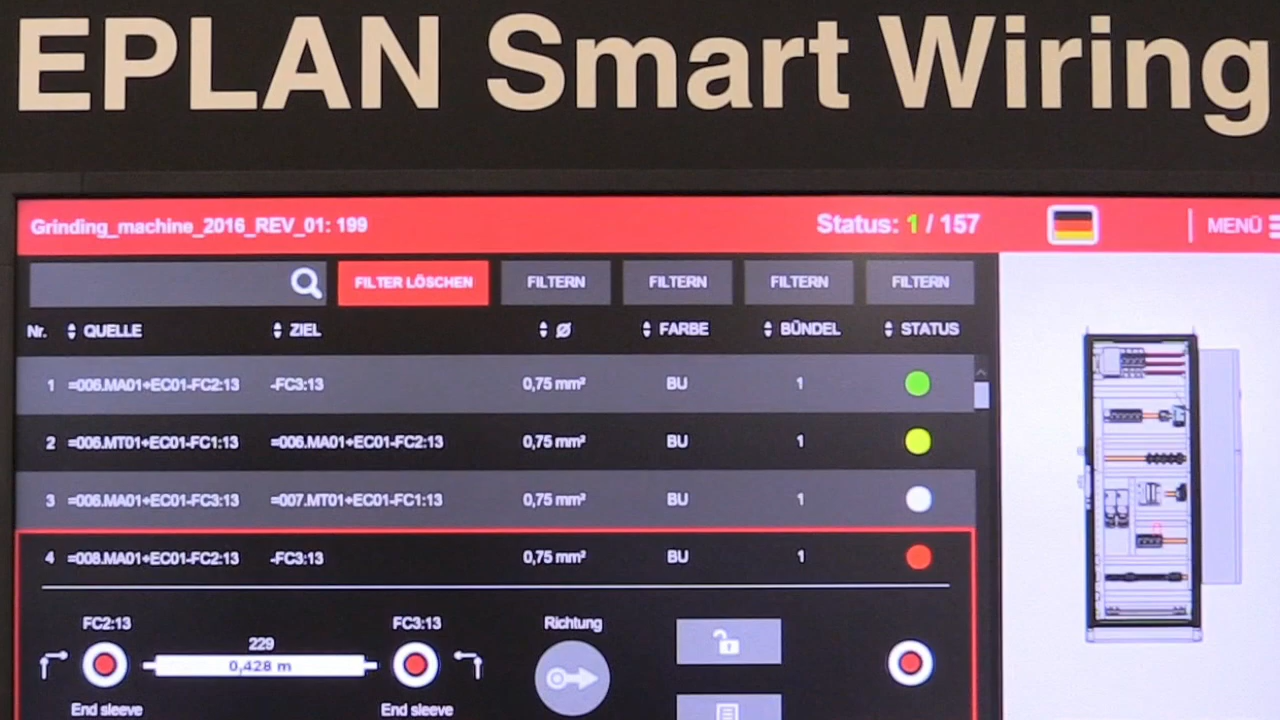 EPLAN Smart Wiring
Grinding_machine_2016_REV_01: 199 Status: 1 / 157 MENÜ
FILTER LÖSCHEN FILTERN FILTERN FILTERN FILTERN
Nr. QUELLE ZIEL Ø FARBE BÜNDEL STATUS
1 =006.MA01+EC01-FC2:13 -FC3:13 0,75 mm² BU 1
2 =006.MT01+EC01-FC1:13 =006.MA01+EC01-FC2:13 0,75 mm² BU 1
3 =006.MA01+EC01-FC3:13 =007.MT01+EC01-FC1:13 0,75 mm² BU 1
4 =008.MA01+EC01-FC2:13 -FC3:13 0,75 mm² BU 1
FC2:13 FC3:13 Richtung
229
0,428 m
End sleeve End sleeve